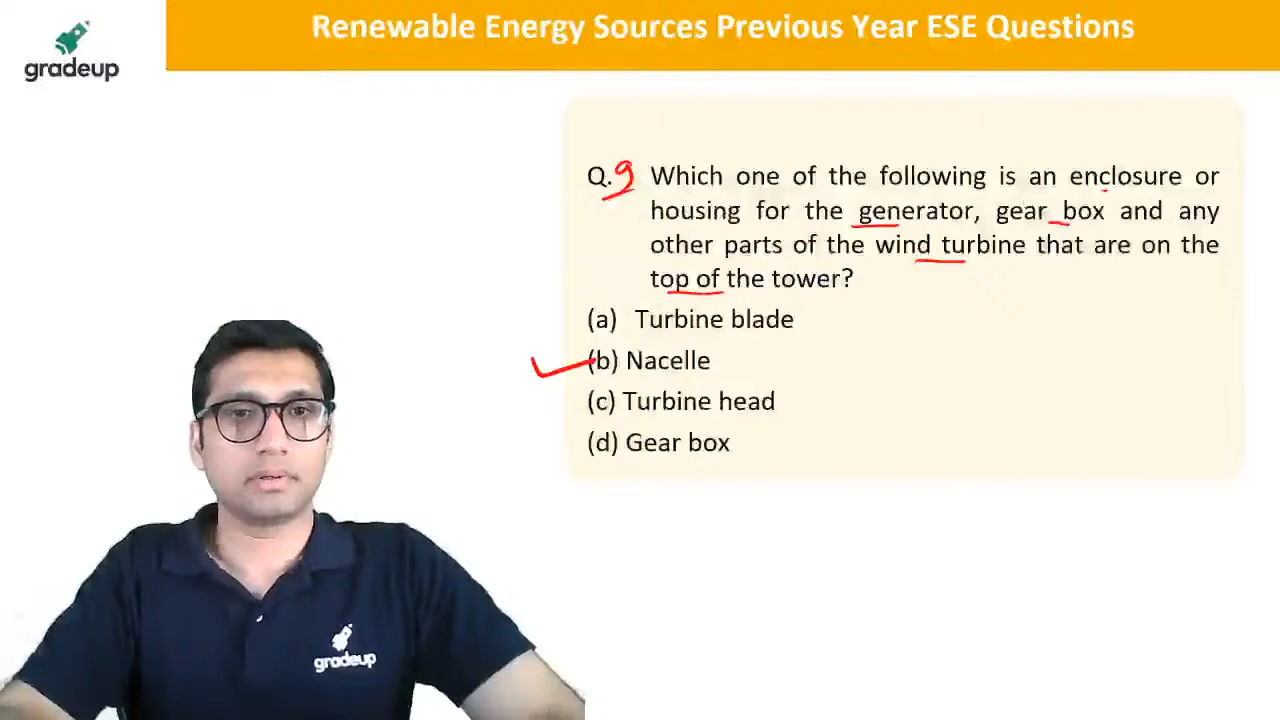 Renewable Energy Sources Previous Year ESE Questions
gradeup
Q.9 Which one of the following is an enclosure or
housing for the generator, gear box and any
other parts of the wind turbine that are on the
top of the tower?
(a) Turbine blade
(b) Nacelle
(c) Turbine head
(d) Gear box
gradeup